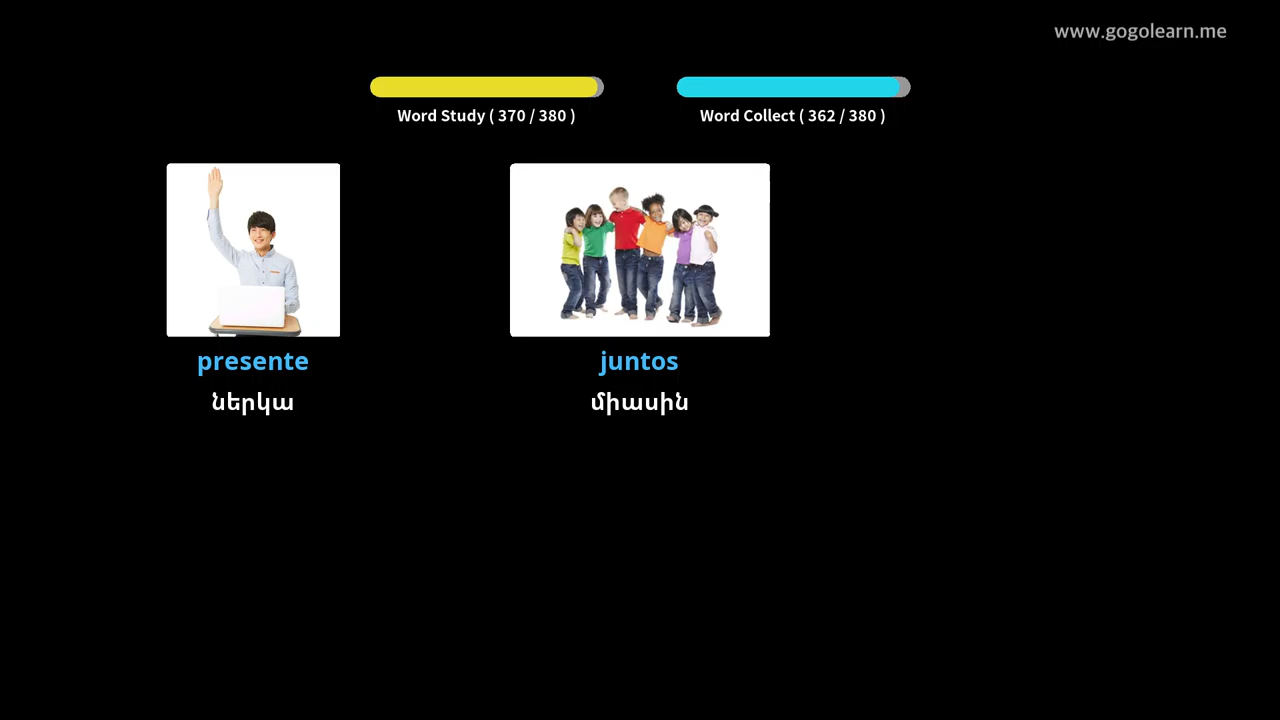 www.gogolearn.me
Word Study ( 370 / 380 )
Word Collect ( 362 / 380 )
presente
juntos
ներկա
միասին